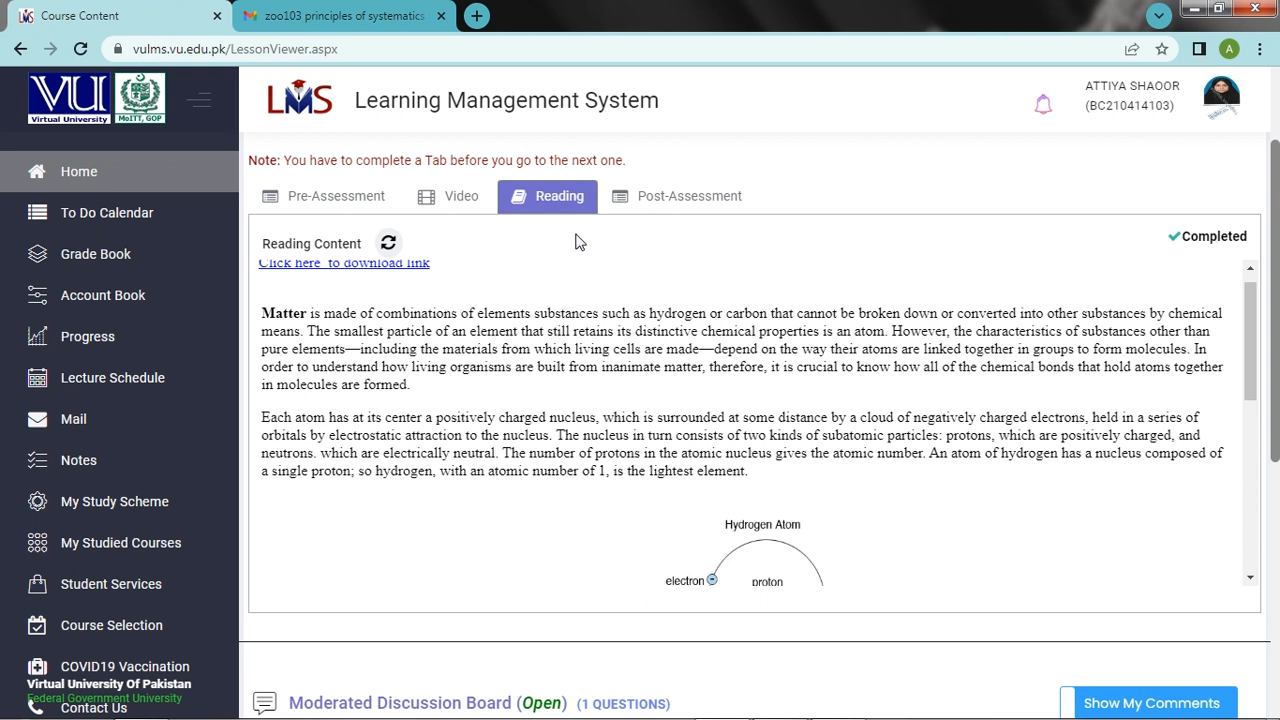 Course Content
zoo103 principles of systematics
vulms.vu.edu.pk/LessonViewer.aspx
A
VU
Virtual University
MoITT, GOP
LMS
Learning Management System
ATTIYA SHAOOR
(BC210414103)
Home
To Do Calendar
Grade Book
Account Book
Progress
Lecture Schedule
Mail
Notes
My Study Scheme
My Studied Courses
Student Services
Course Selection
COVID19 Vaccination
Virtual University Of Pakistan
Federal Government University
Contact Us
Note: You have to complete a Tab before you go to the next one.
Pre-Assessment
Video
Reading
Post-Assessment
Reading Content
Completed
Click here to download link
Matter is made of combinations of elements substances such as hydrogen or carbon that cannot be broken down or converted into other substances by chemical
means. The smallest particle of an element that still retains its distinctive chemical properties is an atom. However, the characteristics of substances other than
pure elements—including the materials from which living cells are made—depend on the way their atoms are linked together in groups to form molecules. In
order to understand how living organisms are built from inanimate matter, therefore, it is crucial to know how all of the chemical bonds that hold atoms together
in molecules are formed.
Each atom has at its center a positively charged nucleus, which is surrounded at some distance by a cloud of negatively charged electrons, held in a series of
orbitals by electrostatic attraction to the nucleus. The nucleus in turn consists of two kinds of subatomic particles: protons, which are positively charged, and
neutrons. which are electrically neutral. The number of protons in the atomic nucleus gives the atomic number. An atom of hydrogen has a nucleus composed of
a single proton; so hydrogen, with an atomic number of 1, is the lightest element.
Hydrogen Atom
electron
proton
Moderated Discussion Board (Open) (1 QUESTIONS)
Show My Comments